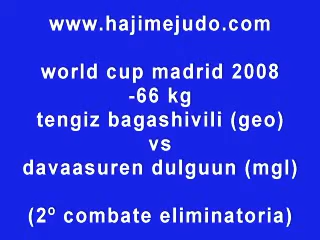 www.hajimejudo.com
world cup madrid 2008
-66 kg
tengiz bagashivili (geo)
vs
davaasuren dulguun (mgl)
(2º combate eliminatoria)